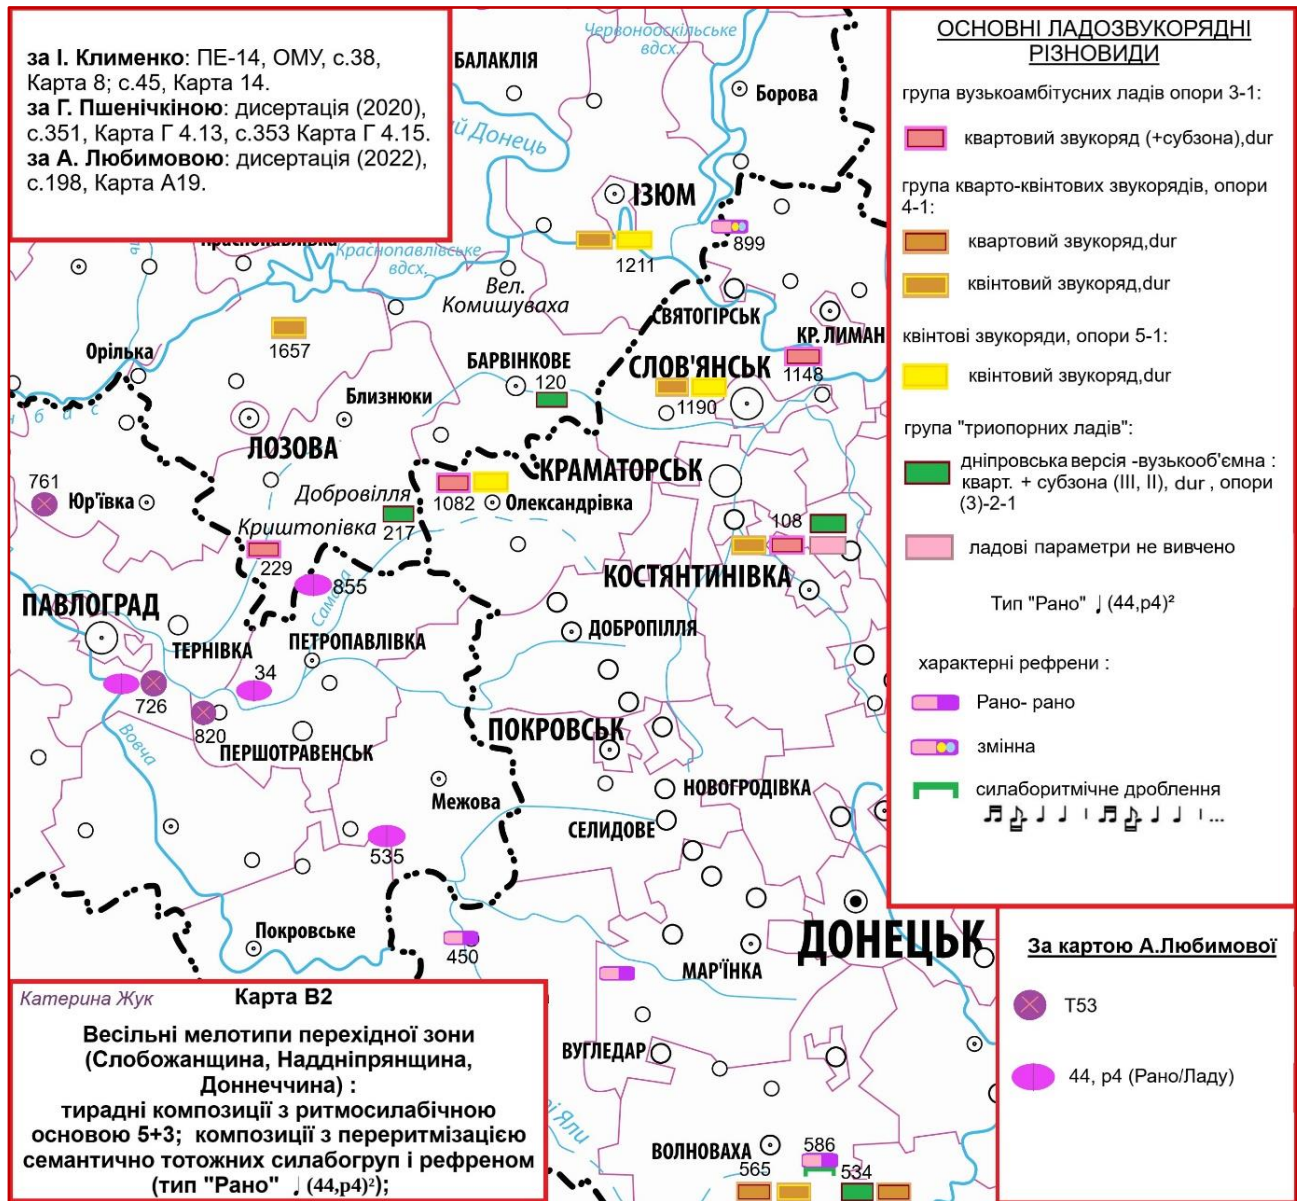 за І. Клименко: ПЕ-14, ОМУ, с.38,
Карта 8; с.45, Карта 14.
за Г. Пшенічкіною: дисертація (2020),
с.351, Карта Г 4.13, с.353 Карта Г 4.15.
за А. Любимовою: дисертація (2022),
с.198, Карта А19.
Червонооскільське
вдсх.
БАЛАКЛІЯ
Борова
Донець
ІЗЮМ
899
1211
Краснопавлівське
вдсх.
Вел.
Комишуваха
СВЯТОГІРСЬК
КР. ЛИМАН
1657
Орілька
БАРВІНКОВЕ
120
СЛОВ'ЯНСЬК
1148
1190
Близнюки
ЛОЗОВА
КРАМАТОРСЬК
761
Юр'ївка
Добровілля
1082
Олександрівка
217
Криштопівка
229
108
855
Самара
КОСТЯНТИНІВКА
ПАВЛОГРАД
ТЕРНІВКА
ПЕТРОПАВЛІВКА
ДОБРОПІЛЛЯ
34
726
820
ПЕРШОТРАВЕНСЬК
ПОКРОВСЬК
Вовча
Межова
НОВОГРОДІВКА
СЕЛИДОВЕ
535
Покровське
450
ДОНЕЦЬК
МАР'ЇНКА
ВУГЛЕДАР
Яли
ВОЛНОВАХА
586
565
534
ОСНОВНІ ЛАДОЗВУКОРЯДНІ
РІЗНОВИДИ
група вузькоамбітусних ладів опори 3-1:
квартовий звукоряд (+субзона),dur
група кварто-квінтових звукорядів, опори
4-1:
квартовий звукоряд,dur
квінтовий звукоряд,dur
квінтові звукоряди, опори 5-1:
квінтовий звукоряд,dur
група "триопорних ладів":
дніпровська версія -вузькооб'ємна :
кварт. + субзона (III, II), dur , опори
(3)-2-1
ладові параметри не вивчено
Тип "Рано" ♩ (44,р4)²
характерні рефрени :
Рано- рано
змінна
силаборитмічне дроблення
За картою А.Любимової
Т53
44, р4 (Рано/Ладу)
Катерина Жук
Карта В2
Весільні мелотипи перехідної зони
(Слобожанщина, Наддніпрянщина,
Доннеччина) :
тирадні композиції з ритмосилабічною
основою 5+3; композиції з переритмізацією
семантично тотожних силабогруп і рефреном
(тип "Рано" ♩ (44,р4)²);